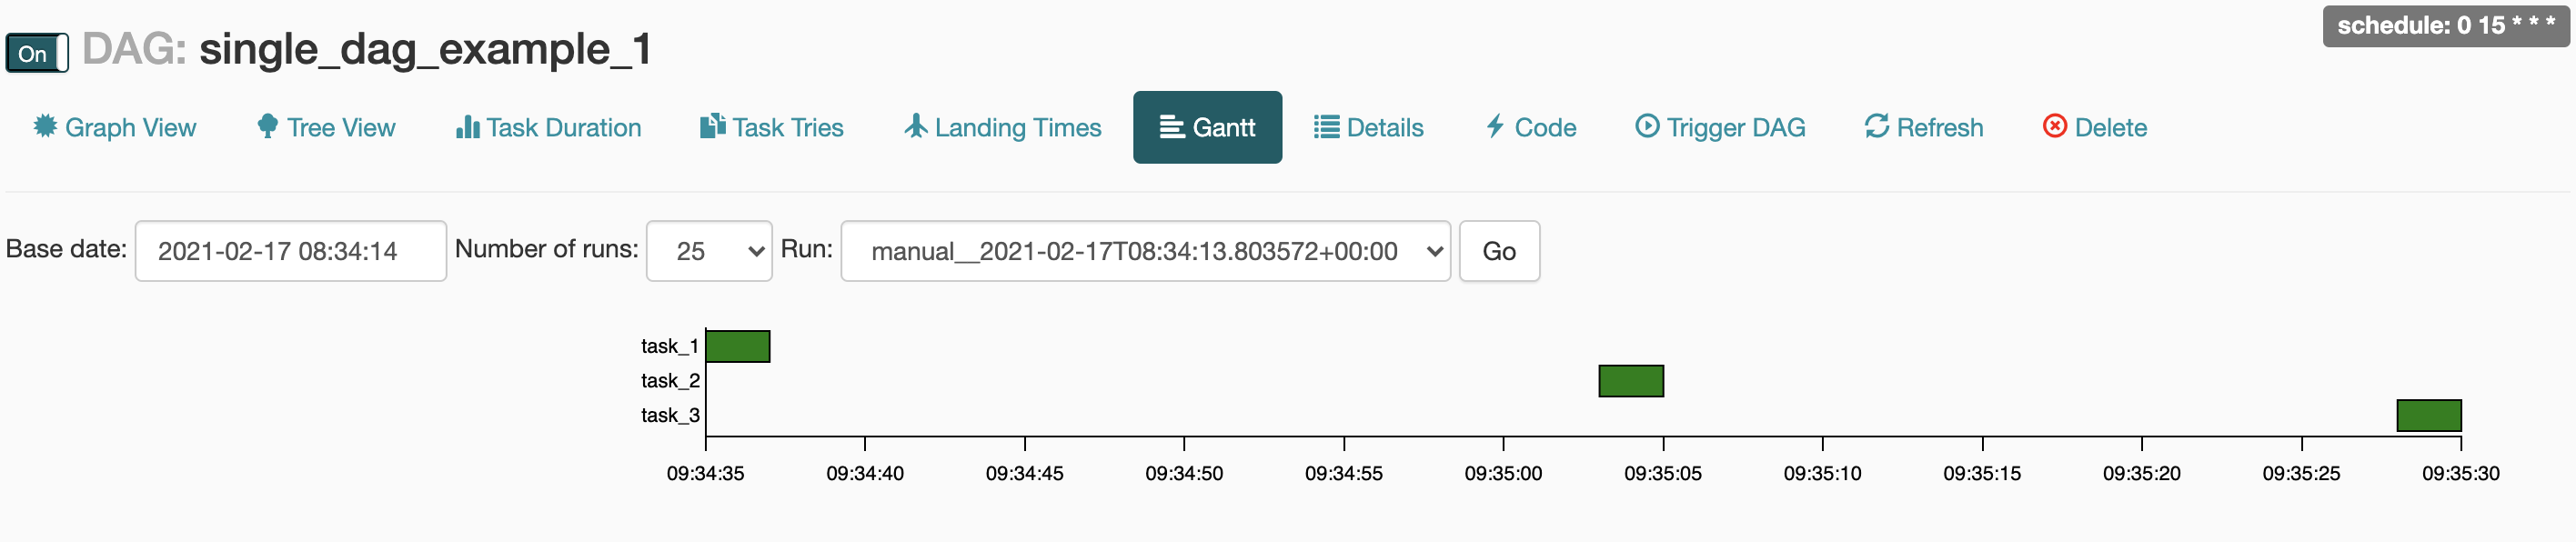 schedule: 0 15 * * *
On DAG: single_dag_example_1
Graph View Tree View Task Duration Task Tries Landing Times Gantt Details Code Trigger DAG Refresh Delete
Base date: 2021-02-17 08:34:14 Number of runs: 25 Run: manual__2021-02-17T08:34:13.803572+00:00 Go
task_1
task_2
task_3
09:34:35 09:34:40 09:34:45 09:34:50 09:34:55 09:35:00 09:35:05 09:35:10 09:35:15 09:35:20 09:35:25 09:35:30